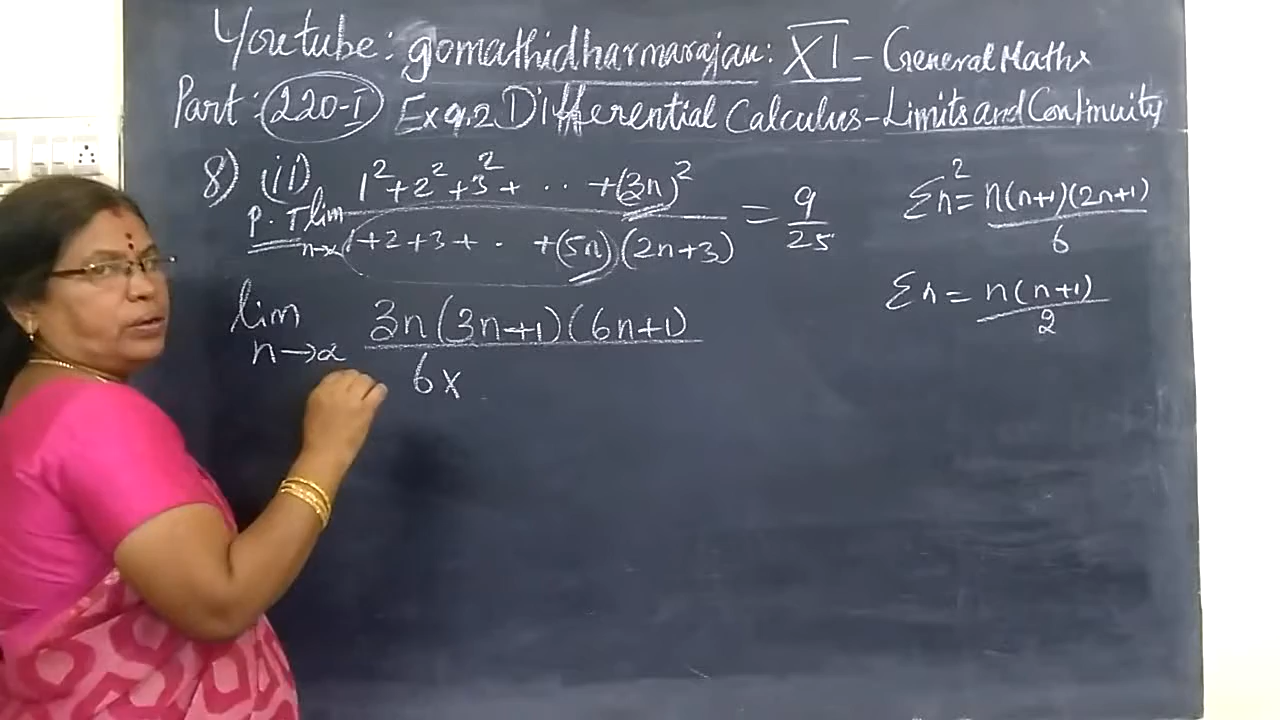 Youtube: gomathidharmarajan: XI - General Maths
Part: 220-I Ex 9.2 Differential Calculus - Limits and Continuity
8) (ii) 1² + 2² + 3² + .. + (3n)²
P.T lim n→∝ 1+2+3+ . + (5n) (2n+3) = 9/25
Σn² = n(n+1)(2n+1)/6
Σn = n(n+1)/2
lim n→∝ 3n(3n+1)(6n+1)
6x